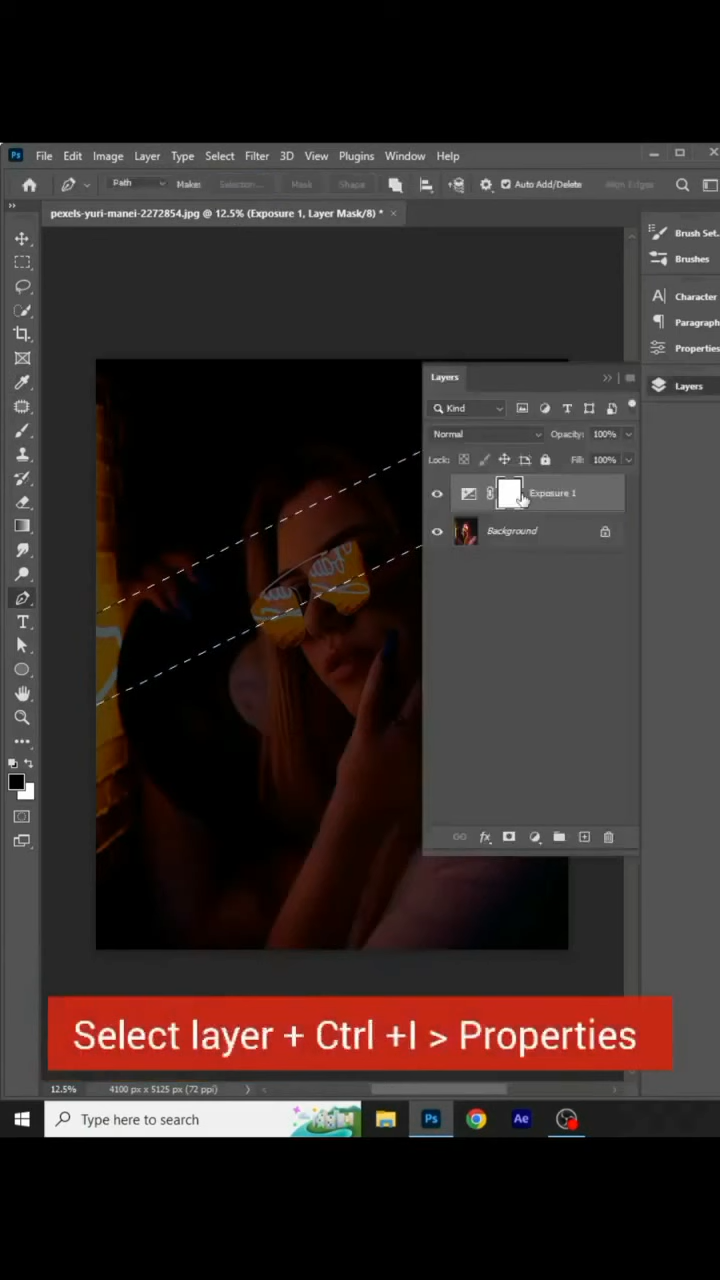 Ps File Edit Image Layer Type Select Filter 3D View Plugins Window Help
Path Make: Selection... Mask Shape Auto Add/Delete Align Edges
pexels-yuri-manei-2272854.jpg @ 12.5% (Exposure 1, Layer Mask/8) * ×
Brush Set..
Brushes
Character
Paragraph
Properties
Layers
Layers
Kind
Normal Opacity: 100%
Lock: Fill: 100%
Exposure 1
Background
Select layer + Ctrl +I > Properties
12.5% 4100 px x 5125 px (72 ppi)
Type here to search Ps Ae